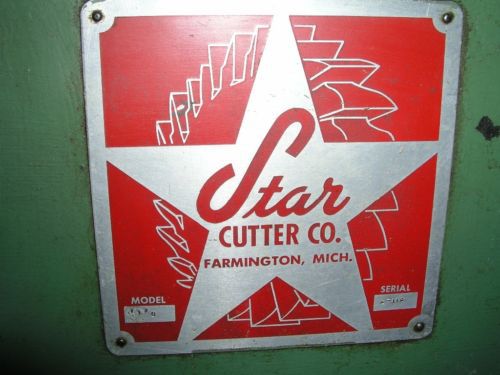 Star
CUTTER CO.
FARMINGTON, MICH.
MODEL
SERIAL